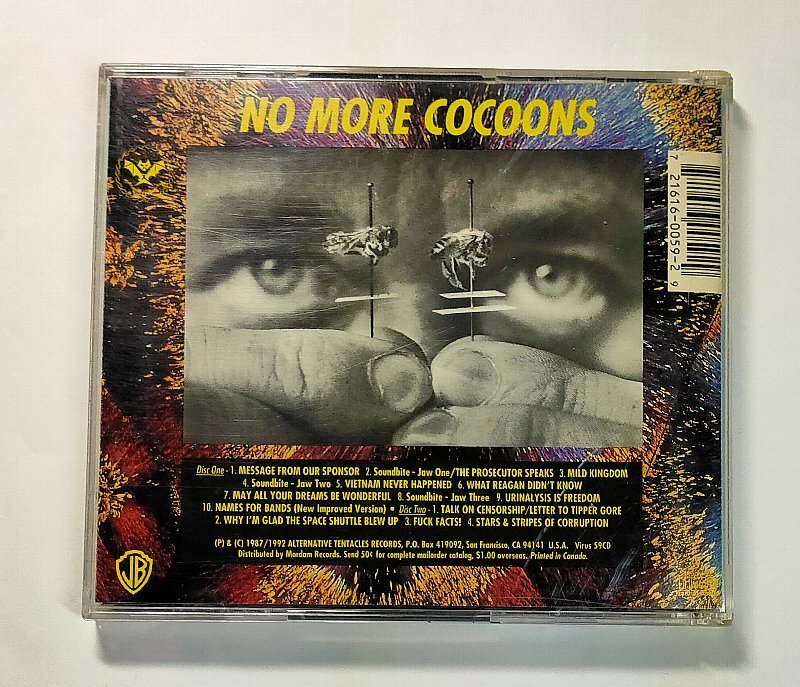 NO MORE COCOONS
7 21616-0059-2 9
Disc One - 1. MESSAGE FROM OUR SPONSOR 2. Soundbite - Jaw One/THE PROSECUTOR SPEAKS 3. MILD KINGDOM
4. Soundbite - Jaw Two 5. VIETNAM NEVER HAPPENED 6. WHAT REAGAN DIDN'T KNOW
7. MAY ALL YOUR DREAMS BE WONDERFUL 8. Soundbite - Jaw Three 9. URINALYSIS IS FREEDOM
10. NAMES FOR BANDS (New Improved Version) • Disc Two - 1. TALK ON CENSORSHIP/LETTER TO TIPPER GORE
2. WHY I'M GLAD THE SPACE SHUTTLE BLEW UP 3. FUCK FACTS! 4. STARS & STRIPES OF CORRUPTION
(P) & (C) 1987/1992 ALTERNATIVE TENTACLES RECORDS, P.O. Box 419092, San Francisco, CA 94141 U.S.A. Virus 59CD
Distributed by Mordam Records. Send 50¢ for complete mailorder catalog, $1.00 overseas. Printed in Canada.
JB